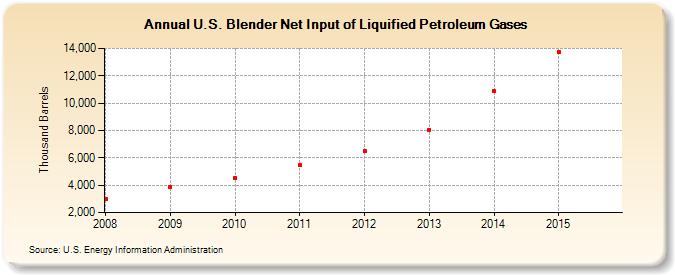 Annual U.S. Blender Net Input of Liquified Petroleum Gases
Thousand Barrels
14,000
12,000
10,000
8,000
6,000
4,000
2,000
2008 2009 2010 2011 2012 2013 2014 2015
Source: U.S. Energy Information Administration